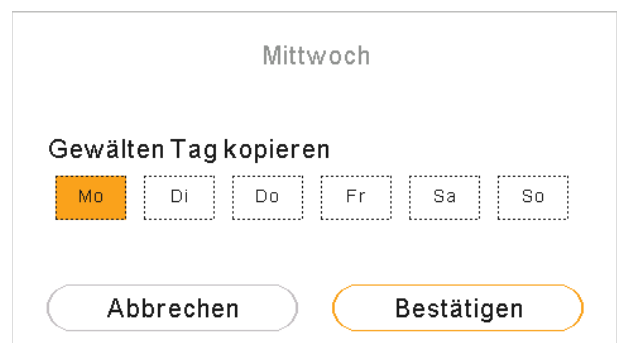 Mittwoch
Gewälten Tag kopieren
Mo Di Do Fr Sa So
Abbrechen Bestätigen